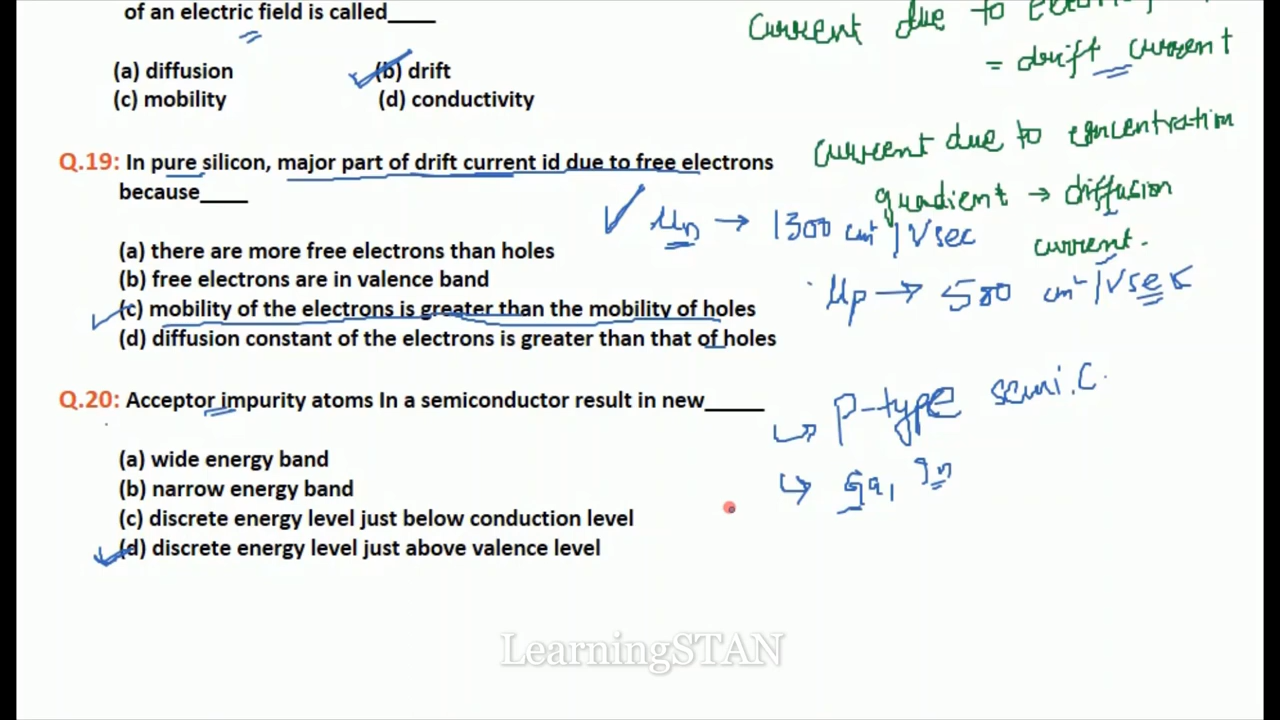 of an electric field is called____
current due to
= drift current
(a) diffusion (b) drift
(c) mobility (d) conductivity
current due to concentration
gradient → diffusion
current.
Q.19: In pure silicon, major part of drift current id due to free electrons
because____
μn → 1300 cm²/Vsec
μp → 500 cm²/Vsec
(a) there are more free electrons than holes
(b) free electrons are in valence band
(c) mobility of the electrons is greater than the mobility of holes
(d) diffusion constant of the electrons is greater than that of holes
Q.20: Acceptor impurity atoms In a semiconductor result in new_____
↳ P-type semi.C.
↳ Ga, In
(a) wide energy band
(b) narrow energy band
(c) discrete energy level just below conduction level
(d) discrete energy level just above valence level
LearningSTAN